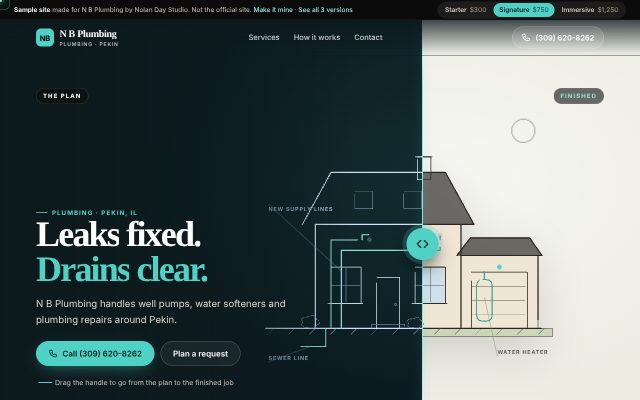 Sample site made for N B Plumbing by Nolan Day Studio. Not the official site. Make it mine · See all 3 versions
Starter $300 Signature $750 Immersive $1,250
NB N B Plumbing
PLUMBING · PEKIN
Services How it works Contact
(309) 620-8262
THE PLAN
FINISHED
NEW SUPPLY LINES
PLUMBING · PEKIN, IL
Leaks fixed.
Drains clear.
N B Plumbing handles well pumps, water softeners and
plumbing repairs around Pekin.
Call (309) 620-8262 Plan a request
SEWER LINE
WATER HEATER
Drag the handle to go from the plan to the finished job